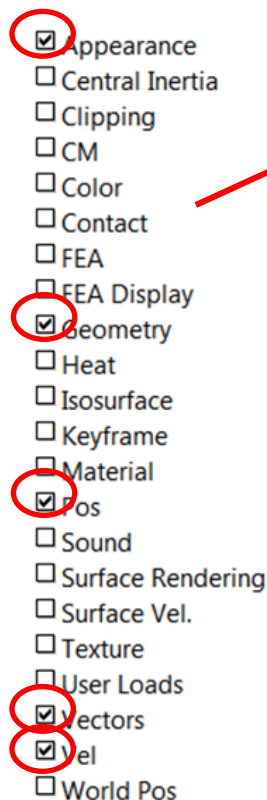 Appearance
Central Inertia
Clipping
CM
Color
Contact
FEA
FEA Display
Geometry
Heat
Isosurface
Keyframe
Material
Pos
Sound
Surface Rendering
Surface Vel.
Texture
User Loads
Vectors
Vel
World Pos